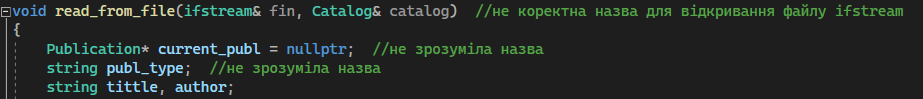 void read_from_file(ifstream& fin, Catalog& catalog)  //не коректна назва для відкривання файлу ifstream
{
    Publication* current_publ = nullptr;  //не зрозуміла назва
    string publ_type;  //не зрозуміла назва
    string tittle, author;